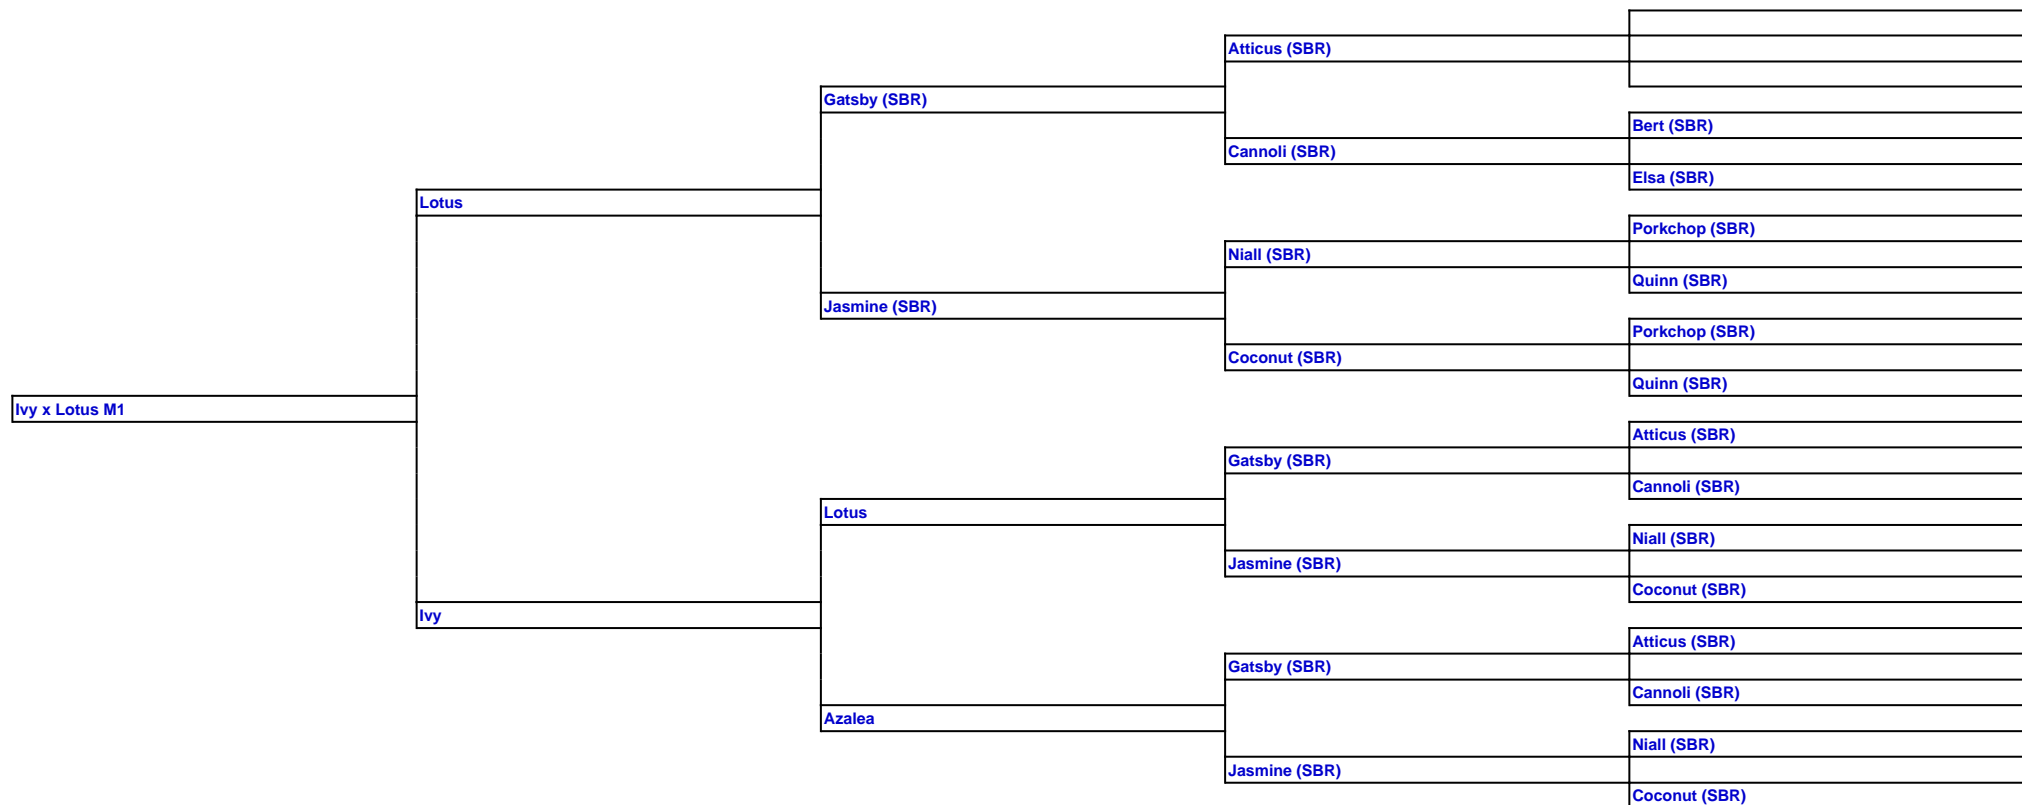 Atticus (SBR)
Gatsby (SBR)
Bert (SBR)
Cannoli (SBR)
Elsa (SBR)
Lotus
Porkchop (SBR)
Niall (SBR)
Quinn (SBR)
Jasmine (SBR)
Porkchop (SBR)
Coconut (SBR)
Quinn (SBR)
Ivy x Lotus M1
Atticus (SBR)
Gatsby (SBR)
Cannoli (SBR)
Lotus
Niall (SBR)
Jasmine (SBR)
Coconut (SBR)
Ivy
Atticus (SBR)
Gatsby (SBR)
Cannoli (SBR)
Azalea
Niall (SBR)
Jasmine (SBR)
Coconut (SBR)